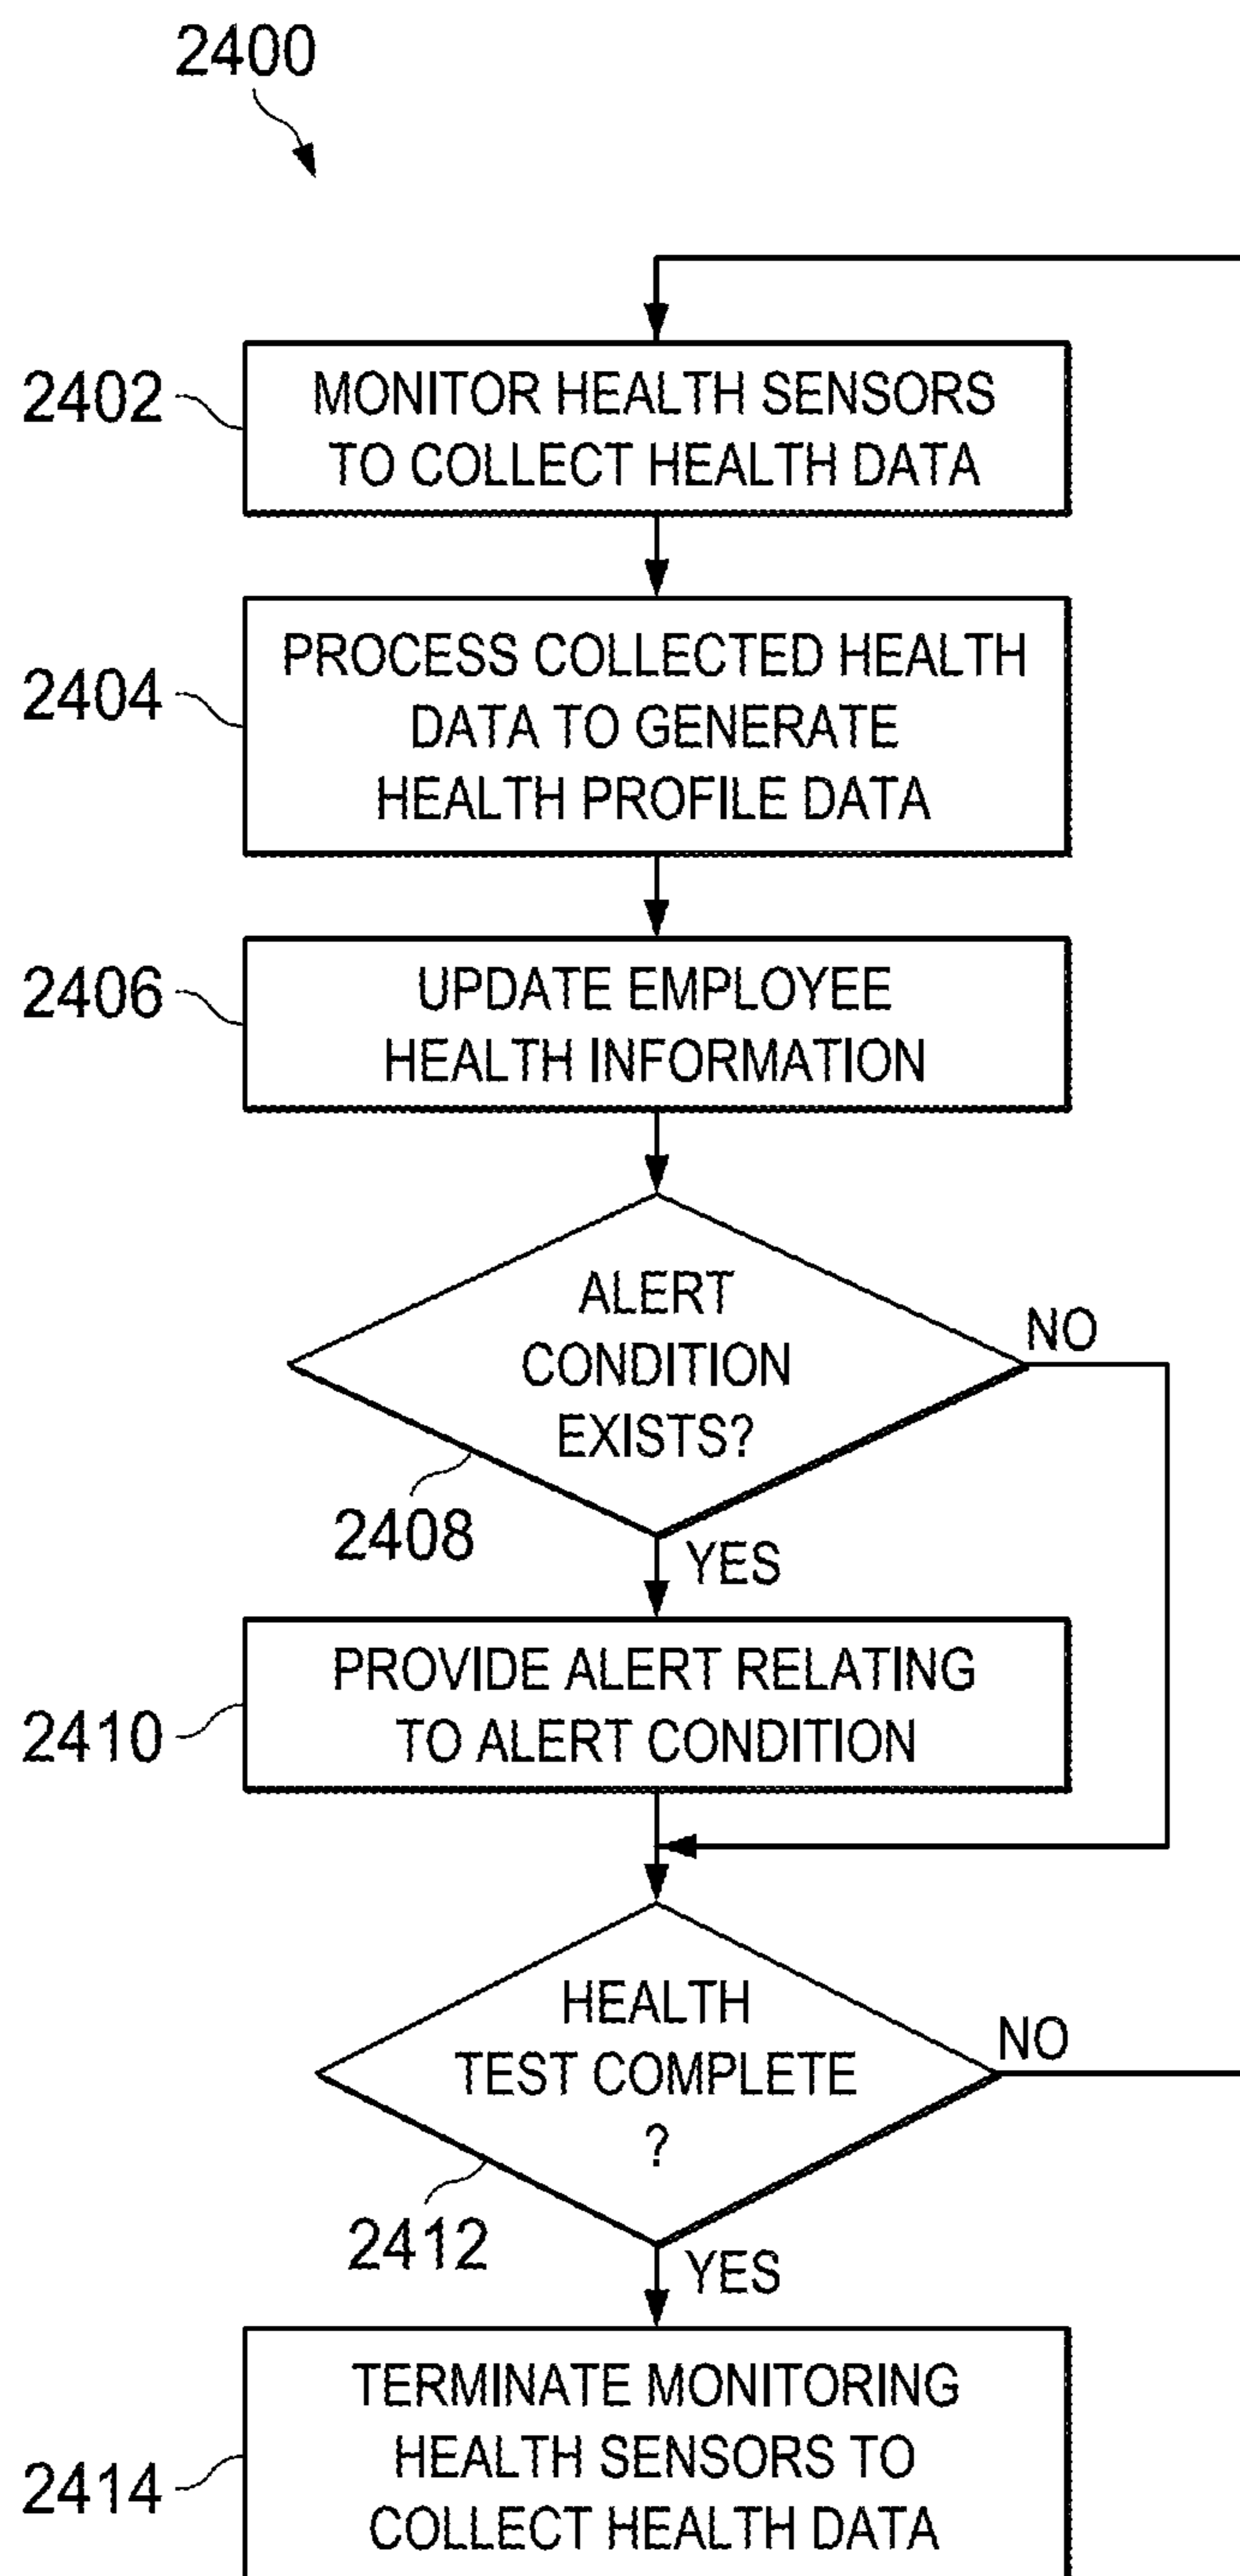 2400
2402
MONITOR HEALTH SENSORS
TO COLLECT HEALTH DATA
2404
PROCESS COLLECTED HEALTH
DATA TO GENERATE
HEALTH PROFILE DATA
2406
UPDATE EMPLOYEE
HEALTH INFORMATION
ALERT
CONDITION
EXISTS?
NO
2408
YES
2410
PROVIDE ALERT RELATING
TO ALERT CONDITION
HEALTH
TEST COMPLETE
?
NO
2412
YES
2414
TERMINATE MONITORING
HEALTH SENSORS TO
COLLECT HEALTH DATA